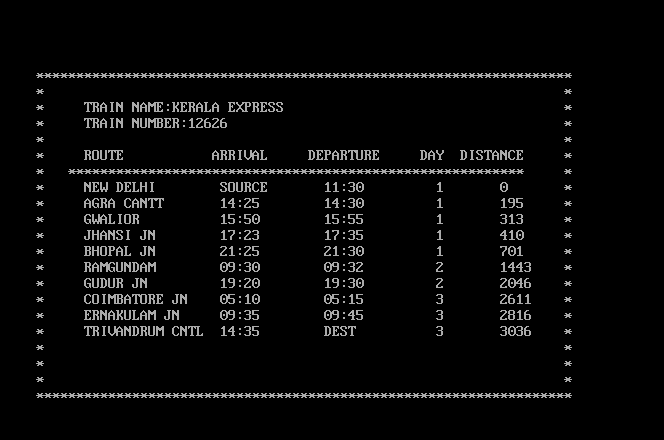 *******************************************************************
* *
* TRAIN NAME:KERALA EXPRESS *
* TRAIN NUMBER:12626 *
* *
* ROUTE ARRIVAL DEPARTURE DAY DISTANCE *
* ********************************************************* *
* NEW DELHI SOURCE 11:30 1 0 *
* AGRA CANTT 14:25 14:30 1 195 *
* GWALIOR 15:50 15:55 1 313 *
* JHANSI JN 17:23 17:35 1 410 *
* BHOPAL JN 21:25 21:30 1 701 *
* RAMGUNDAM 09:30 09:32 2 1443 *
* GUDUR JN 19:20 19:30 2 2046 *
* COIMBATORE JN 05:10 05:15 3 2611 *
* ERNAKULAM JN 09:35 09:45 3 2816 *
* TRIVANDRUM CNTL 14:35 DEST 3 3036 *
* *
* *
* *
*******************************************************************